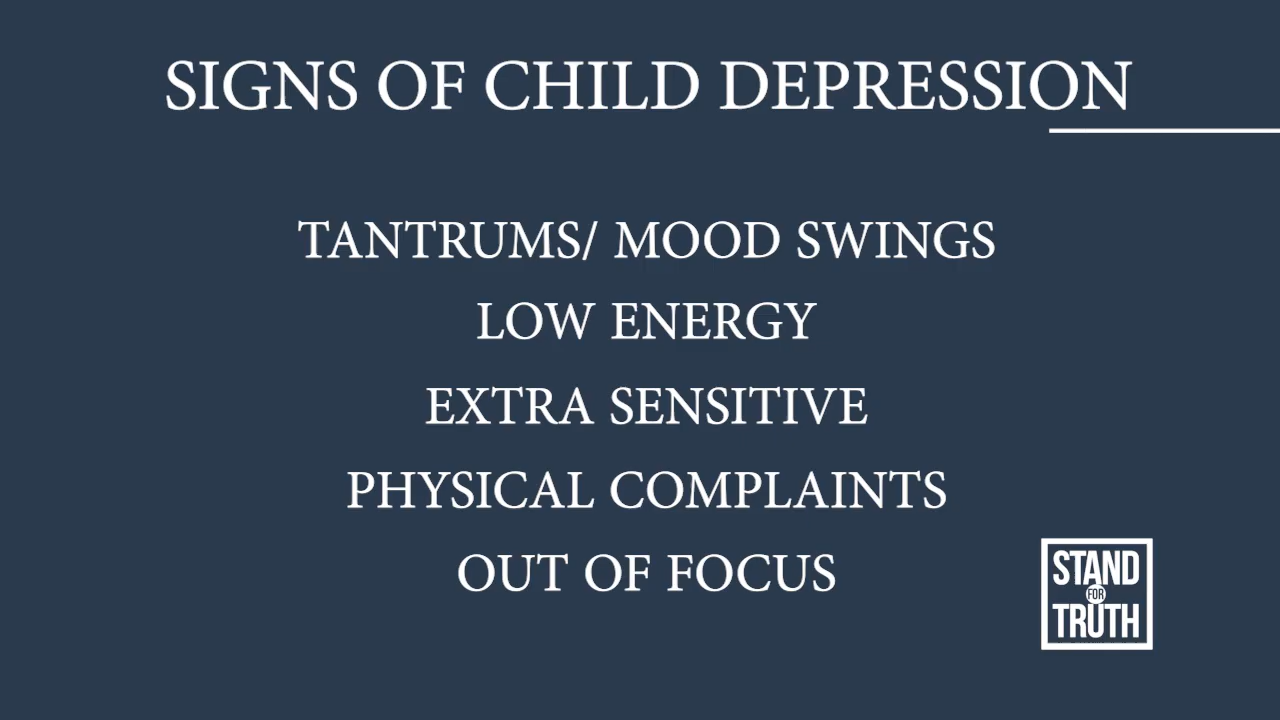 SIGNS OF CHILD DEPRESSION
TANTRUMS/ MOOD SWINGS
LOW ENERGY
EXTRA SENSITIVE
PHYSICAL COMPLAINTS
OUT OF FOCUS
STAND
FOR
TRUTH